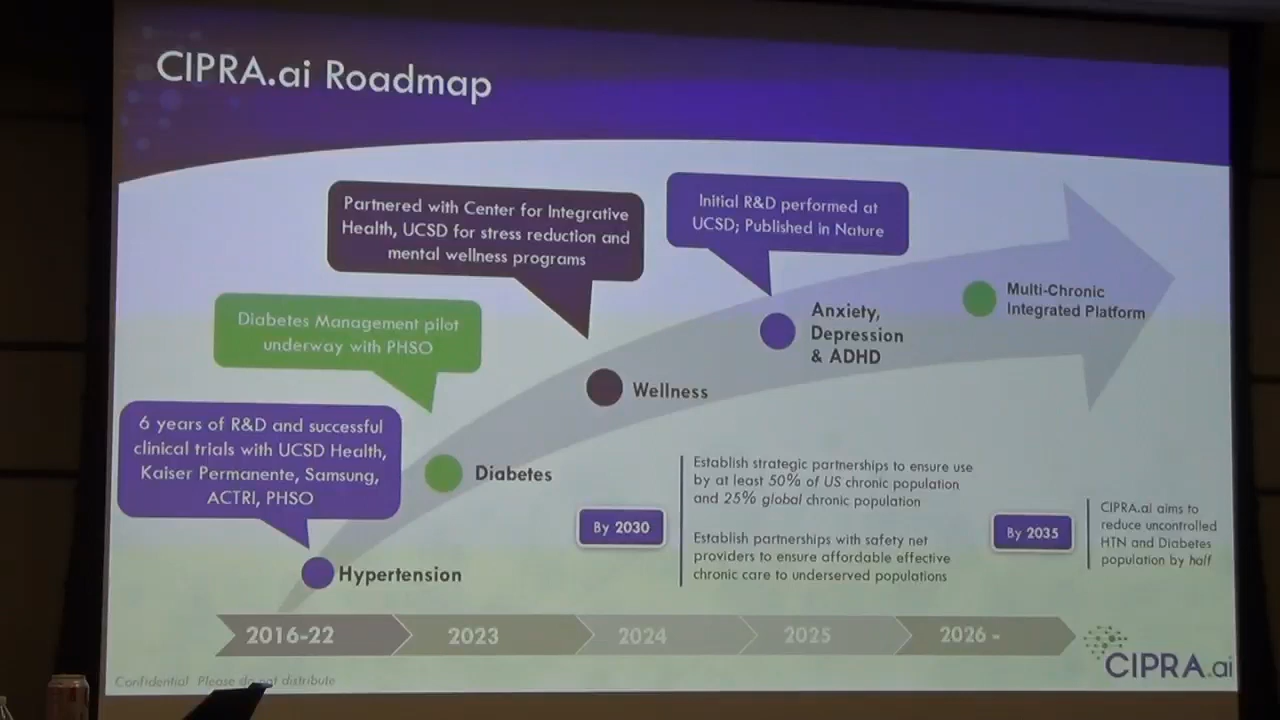 CIPRA.ai Roadmap
Partnered with Center for Integrative
Health, UCSD for stress reduction and
mental wellness programs
Initial R&D performed at
UCSD; Published in Nature
Diabetes Management pilot
underway with PHSO
6 years of R&D and successful
clinical trials with UCSD Health,
Kaiser Permanente, Samsung,
ACTRI, PHSO
Hypertension
Diabetes
Wellness
Anxiety,
Depression
& ADHD
Multi-Chronic
Integrated Platform
By 2030
Establish strategic partnerships to ensure use
by at least 50% of US chronic population
and 25% global chronic population
Establish partnerships with safety net
providers to ensure affordable effective
chronic care to underserved populations
By 2035
CIPRA.ai aims to
reduce uncontrolled
HTN and Diabetes
population by half
2016-22
2023
2024
2025
2026 -
Confidential Please do not distribute
CIPRA.ai